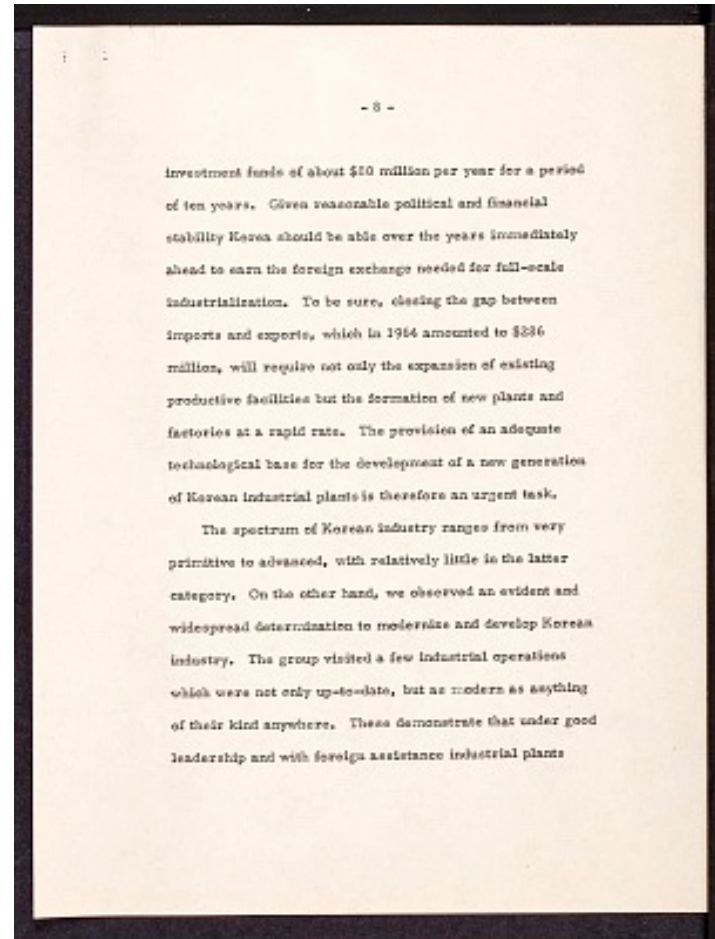 - 8 -
investment funds of about million per year for a period
of ten years. Given reasonable political and financial
stability Korea should be able over the years immediately
ahead to earn the foreign exchange needed for full-scale
industrialization. To be sure, closing the gap between
imports and exports, which in 1964 amounted to
million, will require not only the expansion of existing
productive facilities but the formation of new plants and
factories at a rapid rate. The provision of an adequate
technological base for the development of a new generation
of Korean industrial plants is therefore an urgent task.
The spectrum of Korean industry ranges from very
primitive to advanced, with relatively little in the latter
category. On the other hand, we observed an evident and
widespread determination to modernize and develop Korean
industry. The group visited a few industrial operations
which were not only up-to-date, but as modern as anything
of their kind anywhere. These demonstrate that under good
leadership and with foreign assistance industrial plants